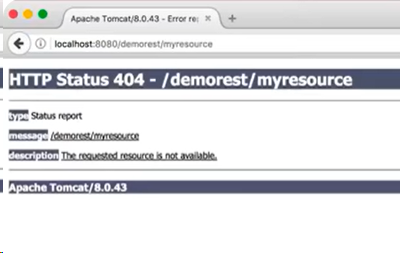 Apache Tomcat/8.0.43 - Error re
localhost:8080/demorest/myresource
HTTP Status 404 - /demorest/myresource
type Status report
message /demorest/myresource
description The requested resource is not available.
Apache Tomcat/8.0.43